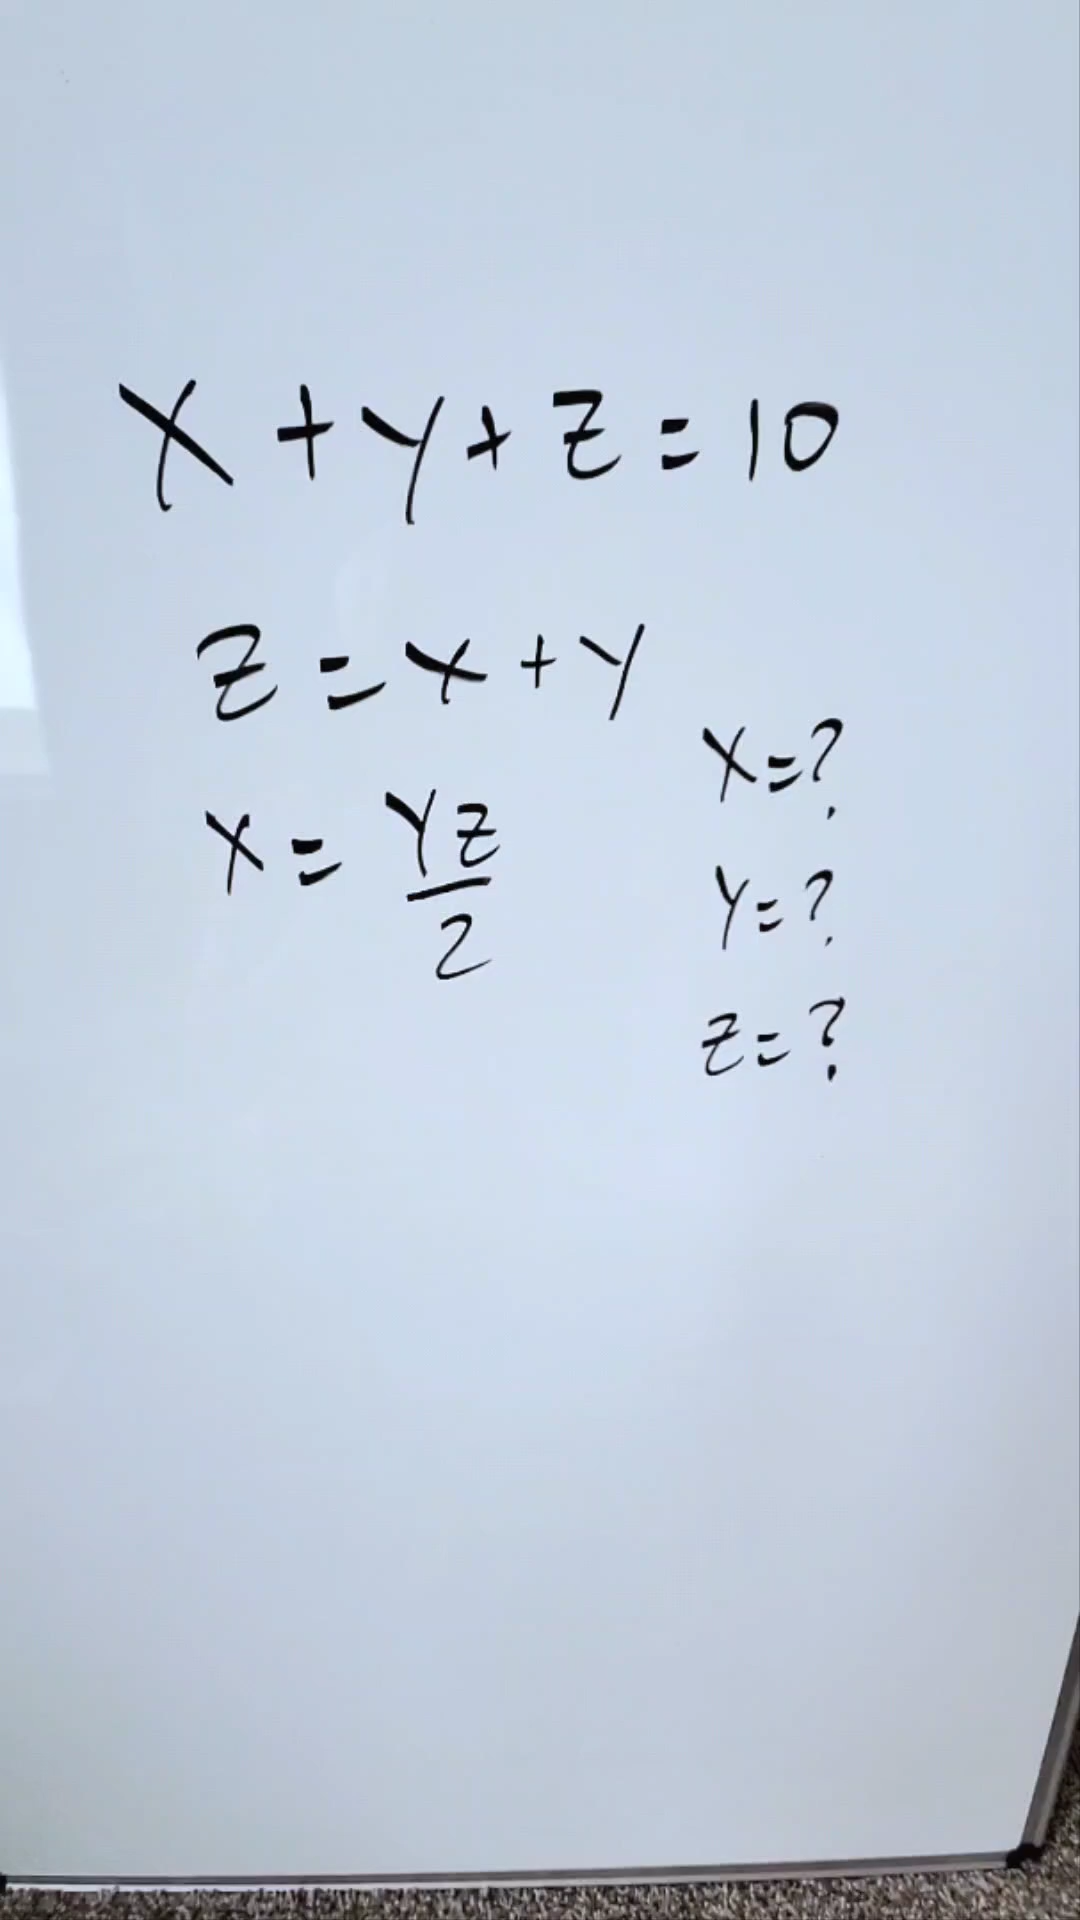 X + Y + Z = 10
Z = X + Y
X = YZ/2
X = ?
Y = ?
Z = ?